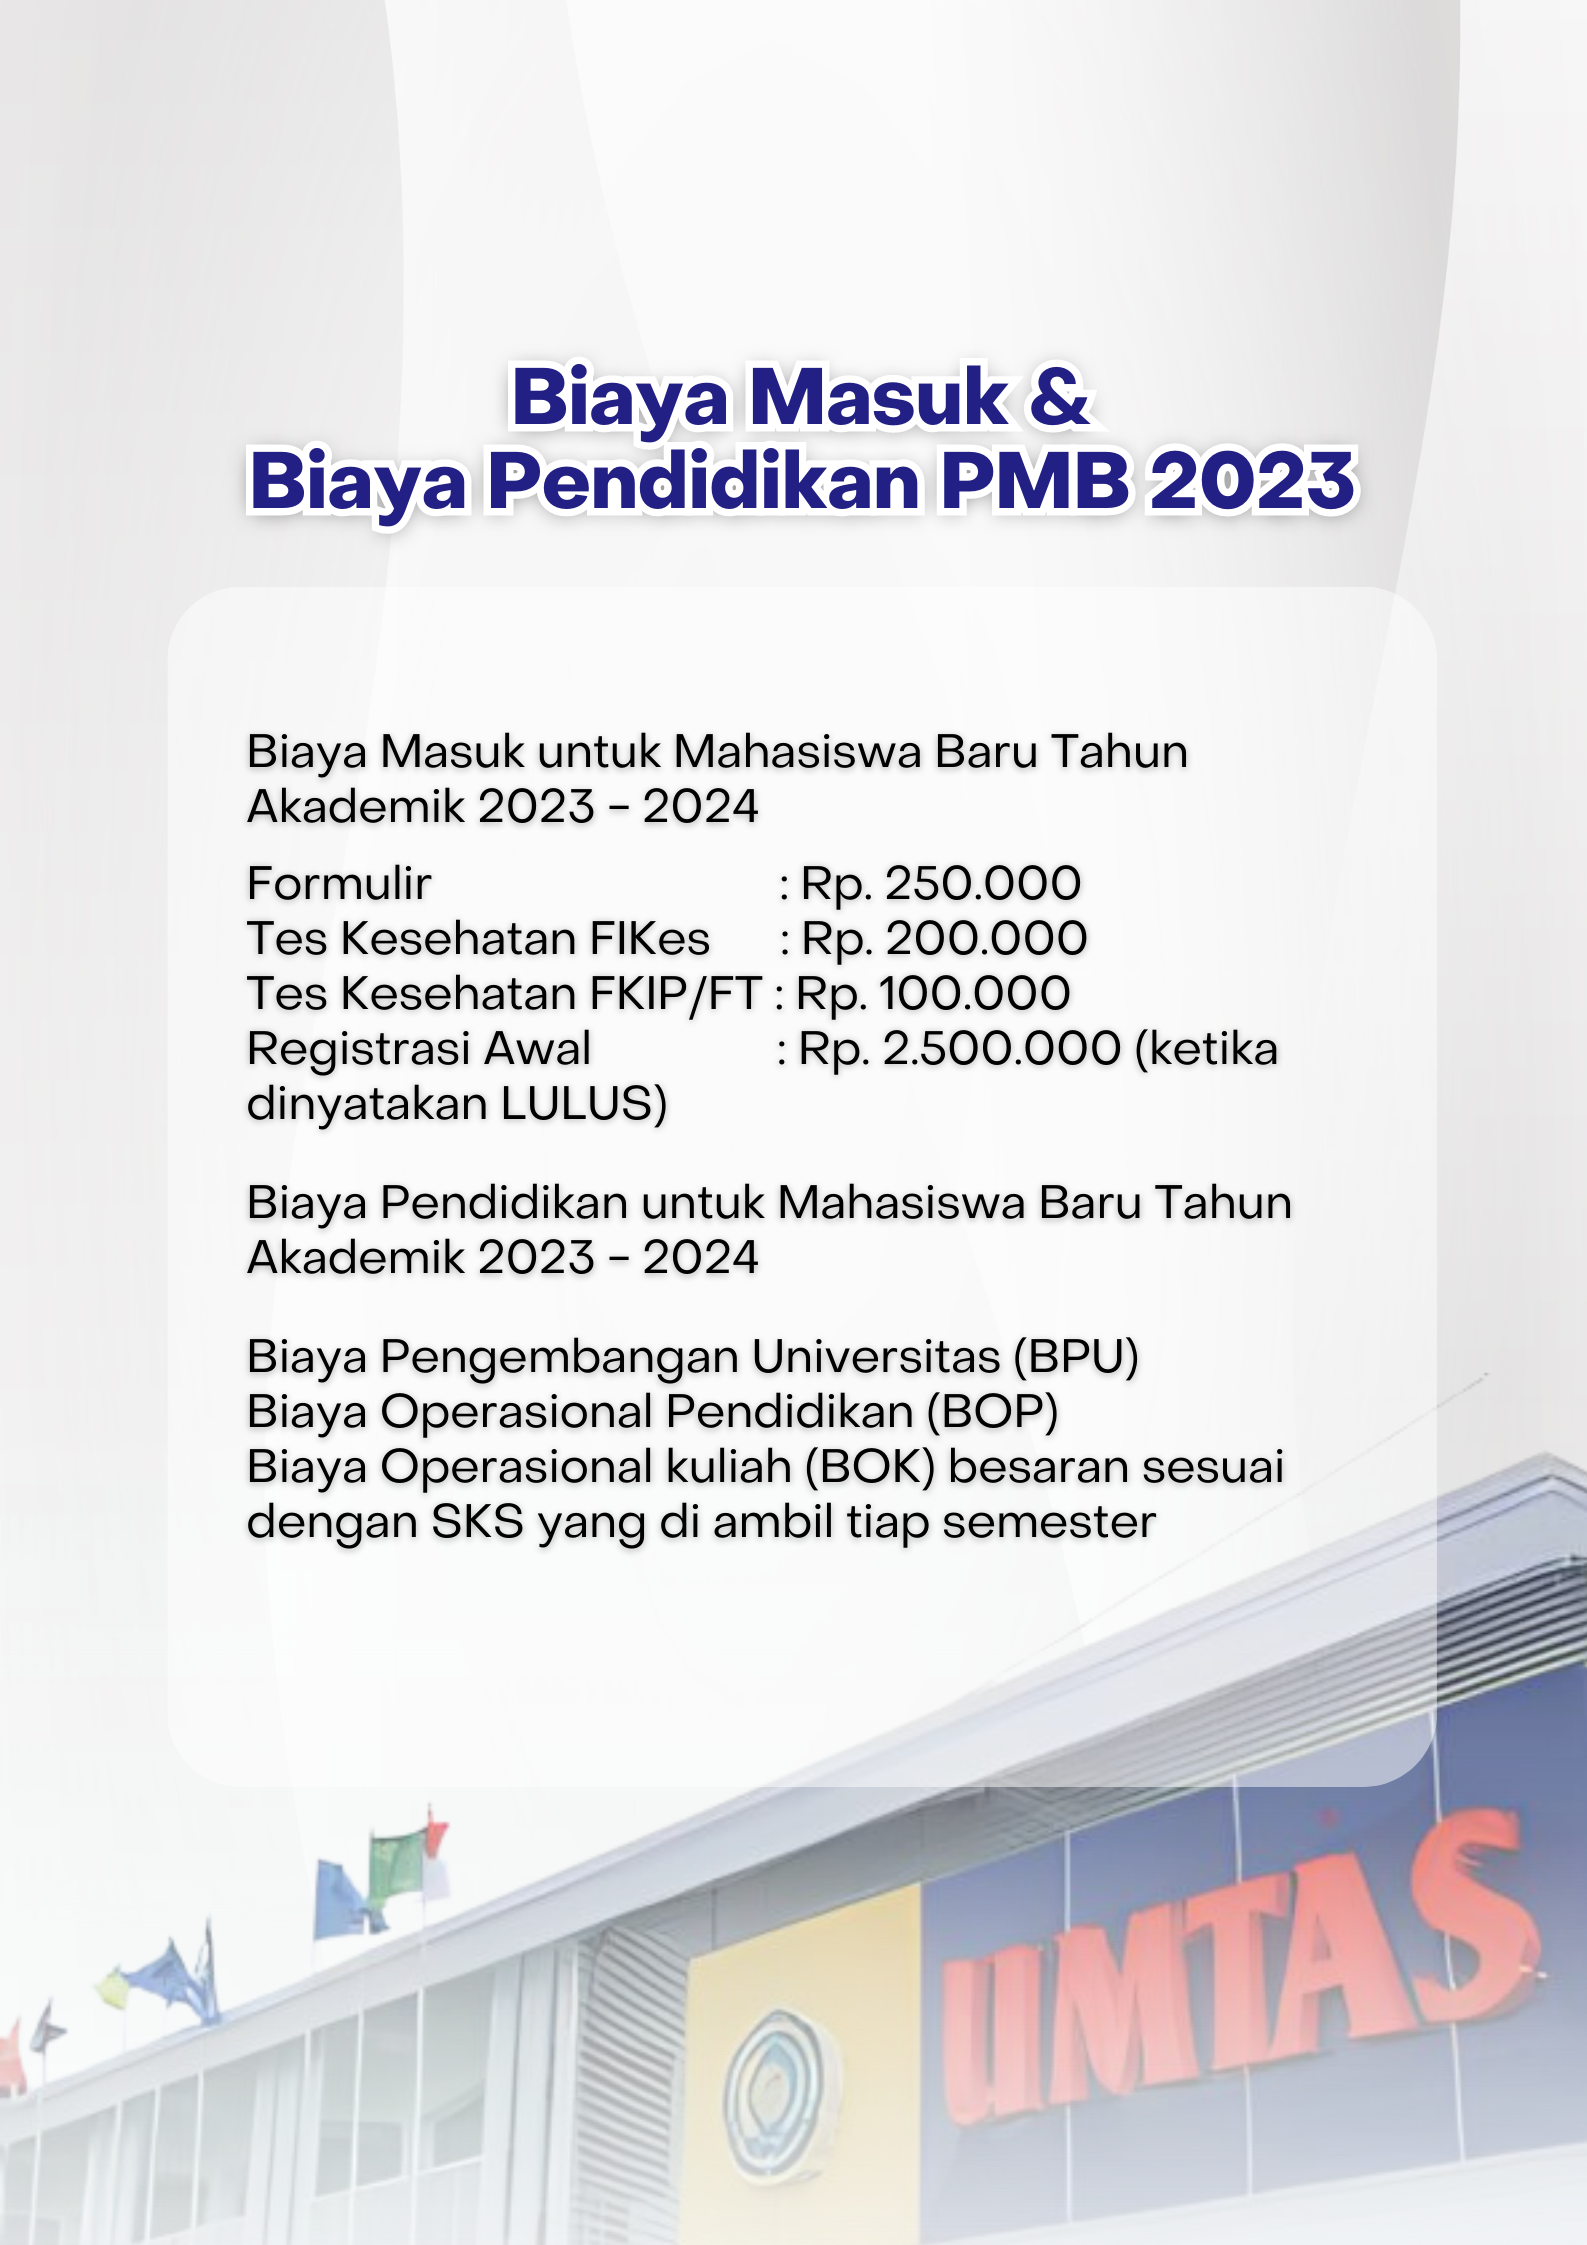 Biaya Masuk &
Biaya Pendidikan PMB 2023
Biaya Masuk untuk Mahasiswa Baru Tahun
Akademik 2023 - 2024
Formulir : Rp. 250.000
Tes Kesehatan FIKes : Rp. 200.000
Tes Kesehatan FKIP/FT : Rp. 100.000
Registrasi Awal : Rp. 2.500.000 (ketika
dinyatakan LULUS)
Biaya Pendidikan untuk Mahasiswa Baru Tahun
Akademik 2023 - 2024
Biaya Pengembangan Universitas (BPU)
Biaya Operasional Pendidikan (BOP)
Biaya Operasional kuliah (BOK) besaran sesuai
dengan SKS yang di ambil tiap semester
UMTAS